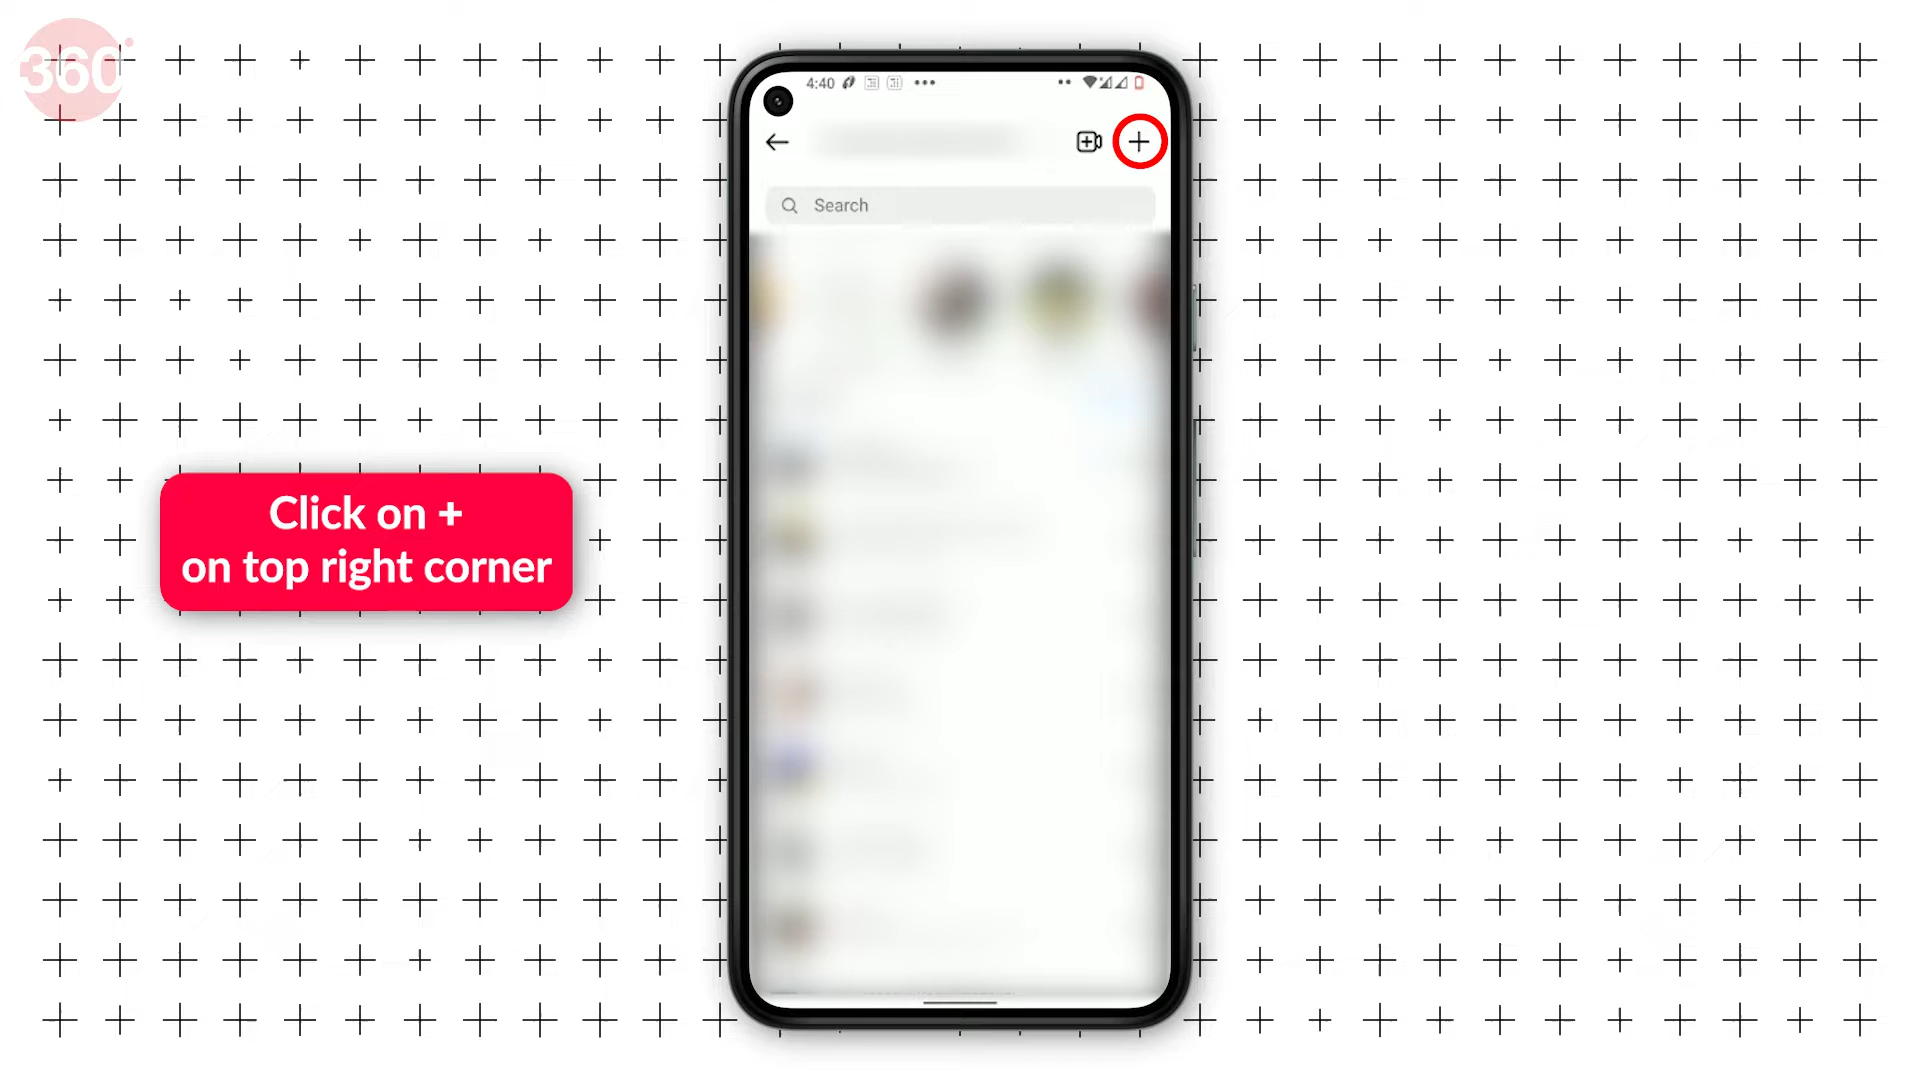 360°
4:40
Search
Click on +
on top right corner